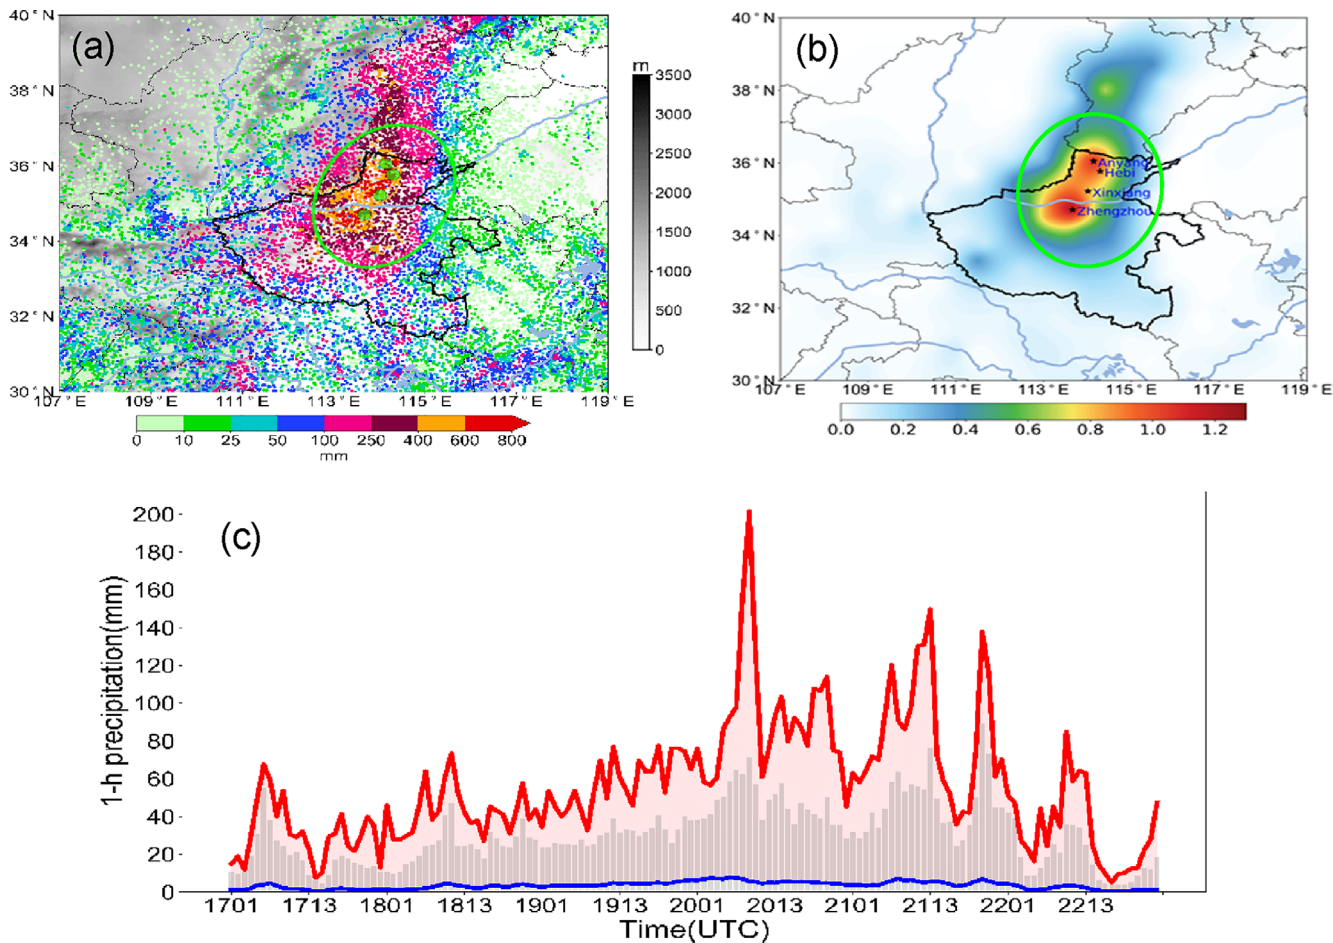 (a)
40°N
38°N
36°N
34°N
32°N
30°N
107°E 109°E 111°E 113°E 115°E 117°E 119°E
m
3500
3000
2500
2000
1500
1000
500
0
0 10 25 50 100 250 400 600 800
mm
(b)
40°N
38°N
36°N
34°N
32°N
30°N
Anyang
Hebi
Xinxiang
Zhengzhou
107°E 109°E 111°E 113°E 115°E 117°E 119°E
0.0 0.2 0.4 0.6 0.8 1.0 1.2
(c)
1-h precipitation(mm)
200
180
160
140
120
100
80
60
40
20
0
1701 1713 1801 1813 1901 1913 2001 2013 2101 2113 2201 2213
Time(UTC)